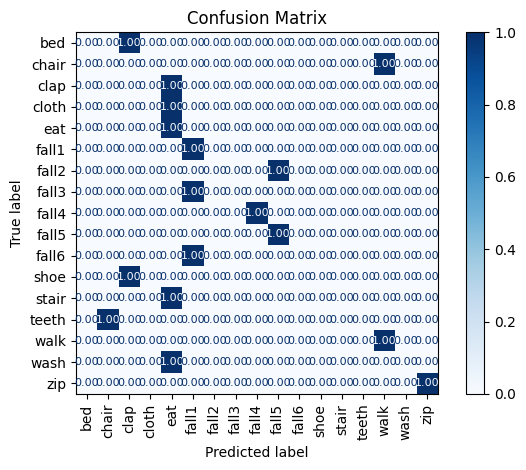 Confusion Matrix
True label
bed 0.00 0.00 1.00 0.00 0.00 0.00 0.00 0.00 0.00 0.00 0.00 0.00 0.00 0.00 0.00 0.00 0.00
chair 0.00 0.00 0.00 0.00 0.00 0.00 0.00 0.00 0.00 0.00 0.00 0.00 0.00 0.00 1.00 0.00 0.00
clap 0.00 0.00 0.00 0.00 1.00 0.00 0.00 0.00 0.00 0.00 0.00 0.00 0.00 0.00 0.00 0.00 0.00
cloth 0.00 0.00 0.00 0.00 1.00 0.00 0.00 0.00 0.00 0.00 0.00 0.00 0.00 0.00 0.00 0.00 0.00
eat 0.00 0.00 0.00 0.00 1.00 0.00 0.00 0.00 0.00 0.00 0.00 0.00 0.00 0.00 0.00 0.00 0.00
fall1 0.00 0.00 0.00 0.00 0.00 1.00 0.00 0.00 0.00 0.00 0.00 0.00 0.00 0.00 0.00 0.00 0.00
fall2 0.00 0.00 0.00 0.00 0.00 0.00 0.00 0.00 0.00 1.00 0.00 0.00 0.00 0.00 0.00 0.00 0.00
fall3 0.00 0.00 0.00 0.00 0.00 1.00 0.00 0.00 0.00 0.00 0.00 0.00 0.00 0.00 0.00 0.00 0.00
fall4 0.00 0.00 0.00 0.00 0.00 0.00 0.00 0.00 1.00 0.00 0.00 0.00 0.00 0.00 0.00 0.00 0.00
fall5 0.00 0.00 0.00 0.00 0.00 0.00 0.00 0.00 0.00 1.00 0.00 0.00 0.00 0.00 0.00 0.00 0.00
fall6 0.00 0.00 0.00 0.00 0.00 1.00 0.00 0.00 0.00 0.00 0.00 0.00 0.00 0.00 0.00 0.00 0.00
shoe 0.00 0.00 1.00 0.00 0.00 0.00 0.00 0.00 0.00 0.00 0.00 0.00 0.00 0.00 0.00 0.00 0.00
stair 0.00 0.00 0.00 0.00 1.00 0.00 0.00 0.00 0.00 0.00 0.00 0.00 0.00 0.00 0.00 0.00 0.00
teeth 0.00 1.00 0.00 0.00 0.00 0.00 0.00 0.00 0.00 0.00 0.00 0.00 0.00 0.00 0.00 0.00 0.00
walk 0.00 0.00 0.00 0.00 0.00 0.00 0.00 0.00 0.00 0.00 0.00 0.00 0.00 0.00 1.00 0.00 0.00
wash 0.00 0.00 0.00 0.00 1.00 0.00 0.00 0.00 0.00 0.00 0.00 0.00 0.00 0.00 0.00 0.00 0.00
zip 0.00 0.00 0.00 0.00 0.00 0.00 0.00 0.00 0.00 0.00 0.00 0.00 0.00 0.00 0.00 0.00 1.00
bed chair clap cloth eat fall1 fall2 fall3 fall4 fall5 fall6 shoe stair teeth walk wash zip
Predicted label
1.0
0.8
0.6
0.4
0.2
0.0